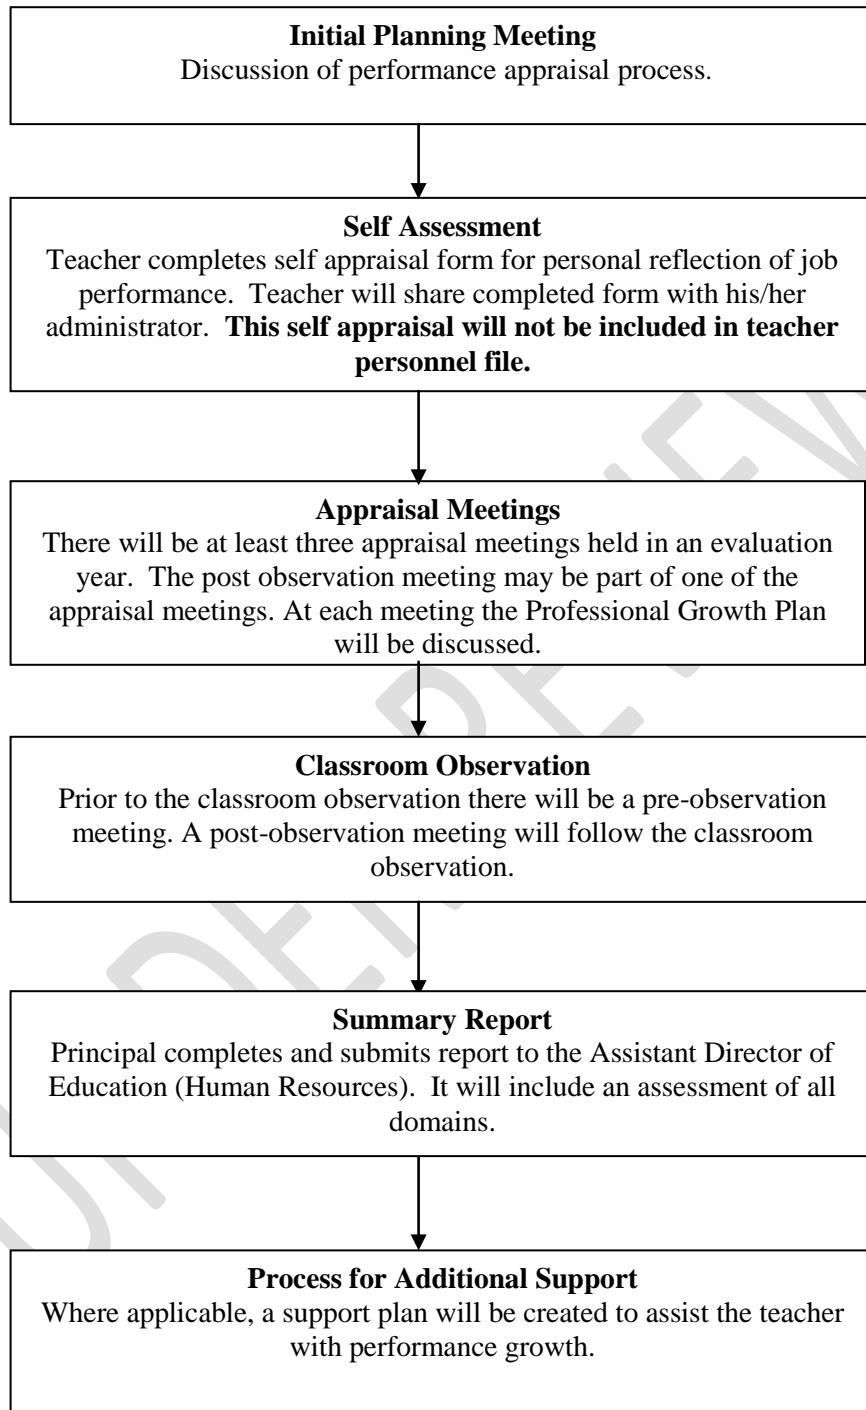 Initial Planning Meeting
Discussion of performance appraisal process.
Self Assessment
Teacher completes self appraisal form for personal reflection of job
performance. Teacher will share completed form with his/her
administrator. This self appraisal will not be included in teacher
personnel file.
Appraisal Meetings
There will be at least three appraisal meetings held in an evaluation
year. The post observation meeting may be part of one of the
appraisal meetings. At each meeting the Professional Growth Plan
will be discussed.
Classroom Observation
Prior to the classroom observation there will be a pre-observation
meeting. A post-observation meeting will follow the classroom
observation.
Summary Report
Principal completes and submits report to the Assistant Director of
Education (Human Resources). It will include an assessment of all
domains.
Process for Additional Support
Where applicable, a support plan will be created to assist the teacher
with performance growth.